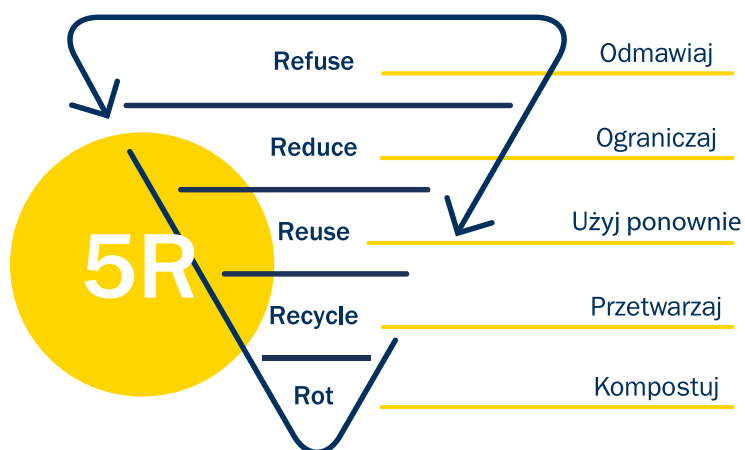 Refuse
Odmawiaj
Reduce
Ograniczaj
Reuse
Użyj ponownie
5R
Recycle
Przetwarzaj
Rot
Kompostuj